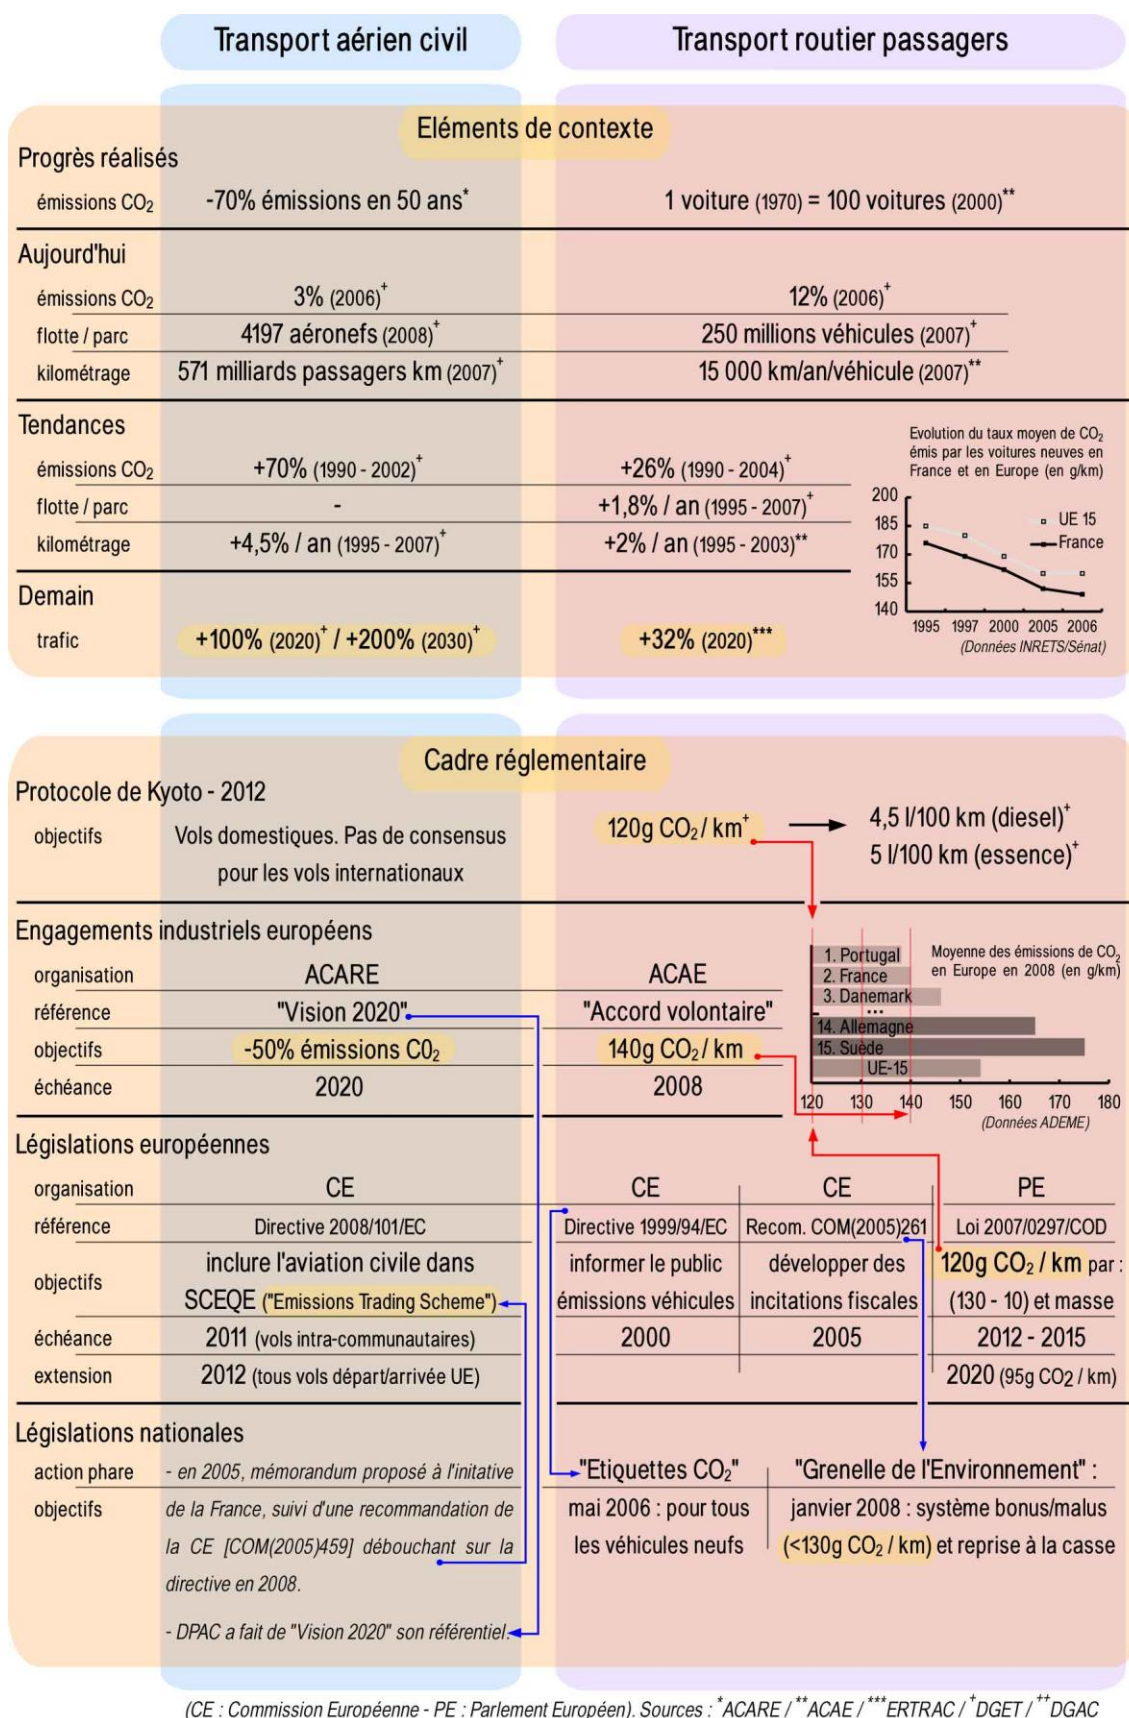 Transport aérien civil
Transport routier passagers
Eléments de contexte
Progrès réalisés
émissions CO₂ -70% émissions en 50 ans* 1 voiture (1970) = 100 voitures (2000)**
Aujourd'hui
émissions CO₂ 3% (2006)⁺ 12% (2006)⁺
flotte / parc 4197 aéronefs (2008)⁺ 250 millions véhicules (2007)⁺
kilométrage 571 milliards passagers km (2007)⁺ 15 000 km/an/véhicule (2007)**
Tendances
émissions CO₂ +70% (1990 - 2002)⁺ +26% (1990 - 2004)⁺
flotte / parc - +1,8% / an (1995 - 2007)⁺
kilométrage +4,5% / an (1995 - 2007)⁺ +2% / an (1995 - 2003)**
Demain
trafic +100% (2020)⁺ / +200% (2030)⁺ +32% (2020)***
Evolution du taux moyen de CO₂
émis par les voitures neuves en
France et en Europe (en g/km)
200
185
170
155
140
UE 15
France
1995 1997 2000 2005 2006
(Données INRETS/Sénat)
Cadre réglementaire
Protocole de Kyoto - 2012
objectifs Vols domestiques. Pas de consensus
pour les vols internationaux
120g CO₂ / km⁺
4,5 l/100 km (diesel)⁺
5 l/100 km (essence)⁺
Engagements industriels européens
organisation ACARE ACAE
référence "Vision 2020" "Accord volontaire"
objectifs -50% émissions C0₂ 140g CO₂ / km
échéance 2020 2008
Moyenne des émissions de CO₂
en Europe en 2008 (en g/km)
1. Portugal
2. France
3. Danemark
...
14. Allemagne
15. Suède
UE-15
120 130 140 150 160 170 180
(Données ADEME)
Législations européennes
organisation CE CE CE PE
référence Directive 2008/101/EC Directive 1999/94/EC Recom. COM(2005)261 Loi 2007/0297/COD
objectifs
inclure l'aviation civile dans informer le public développer des 120g CO₂ / km par :
SCEQE ("Emissions Trading Scheme") émissions véhicules incitations fiscales (130 - 10) et masse
échéance 2011 (vols intra-communautaires) 2000 2005 2012 - 2015
extension 2012 (tous vols départ/arrivée UE) 2020 (95g CO2 / km)
Législations nationales
action phare
objectifs
- en 2005, mémorandum proposé à l'initative
de la France, suivi d'une recommandation de
la CE [COM(2005)459] débouchant sur la
directive en 2008.
- DPAC a fait de "Vision 2020" son référentiel.
"Etiquettes CO₂"
mai 2006 : pour tous
les véhicules neufs
"Grenelle de l'Environnement" :
janvier 2008 : système bonus/malus
(<130g CO₂ / km) et reprise à la casse
(CE : Commission Européenne - PE : Parlement Européen). Sources : *ACARE / **ACAE / ***ERTRAC / ⁺DGET / ⁺⁺DGAC